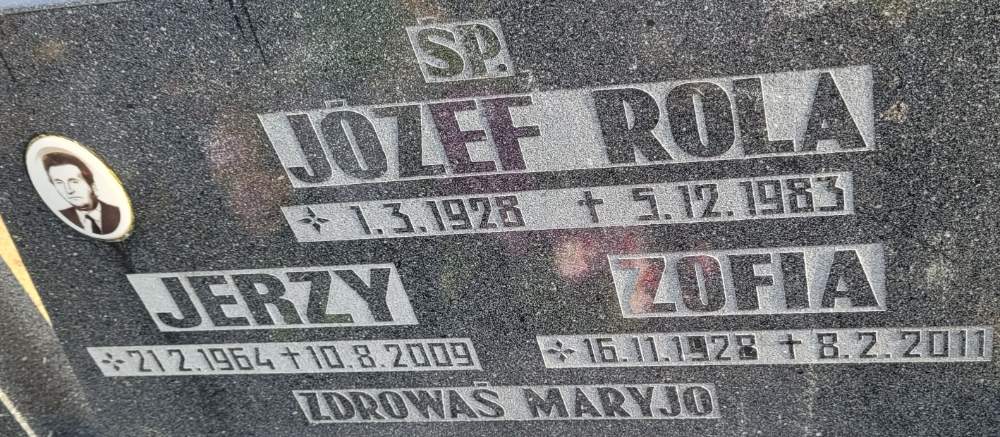 ŚP.
JÓZEF ROLA
1.3.1928 † 5.12.1983
JERZY ZOFIA
21.2.1964 † 10.8.2009 16.11.1928 † 8.2.2011
ZDROWAŚ MARYJO